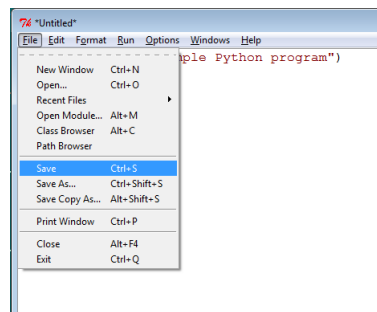 *Untitled*
File Edit Format Run Options Windows Help
ple Python program")
New Window Ctrl+N
Open... Ctrl+O
Recent Files
Open Module... Alt+M
Class Browser Alt+C
Path Browser
Save Ctrl+S
Save As... Ctrl+Shift+S
Save Copy As... Alt+Shift+S
Print Window Ctrl+P
Close Alt+F4
Exit Ctrl+Q